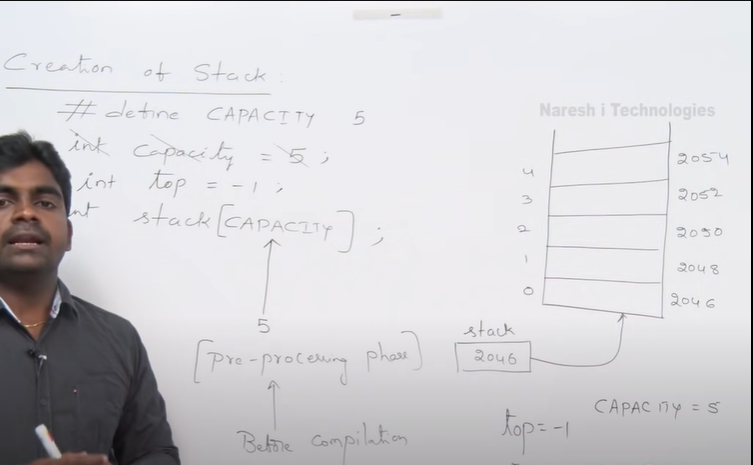 Creation of Stack:
# define CAPACITY 5
int Capacity = 5 ;
int top = -1 ;
nt stack [CAPACITY] ;
5
[Pre-processing phase]
Before compilation
Naresh i Technologies
4 2054
3 2052
2 2050
1 2048
0 2046
stack
2046
top = -1
CAPACITY = 5